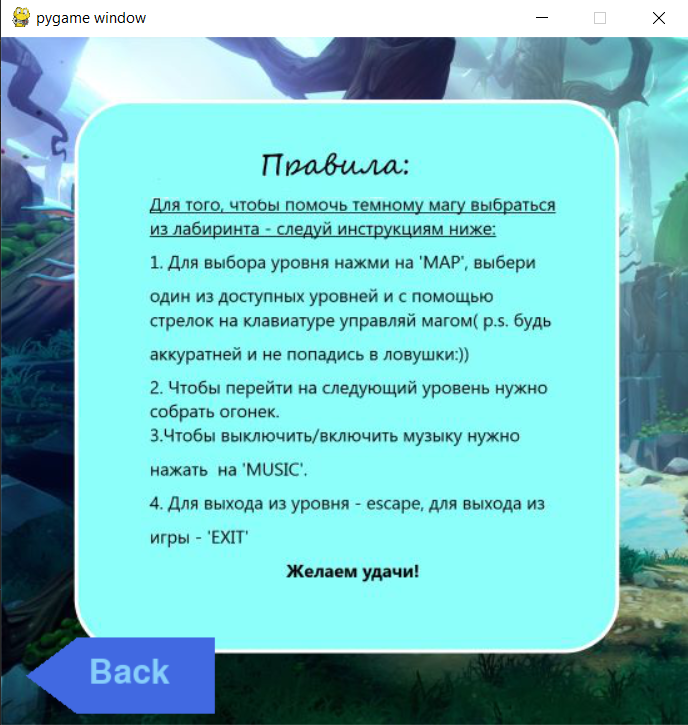 pygame window
Правила:
Для того, чтобы помочь темному магу выбраться
из лабиринта - следуй инструкциям ниже:
1. Для выбора уровня нажми на 'MAP', выбери
один из доступных уровней и с помощью
стрелок на клавиатуре управляй магом( p.s. будь
аккуратней и не попадись в ловушки:))
2. Чтобы перейти на следующий уровень нужно
собрать огонек.
3.Чтобы выключить/включить музыку нужно
нажать  на 'MUSIC'.
4. Для выхода из уровня - escape, для выхода из
игры - 'EXIT'
Желаем удачи!
Back